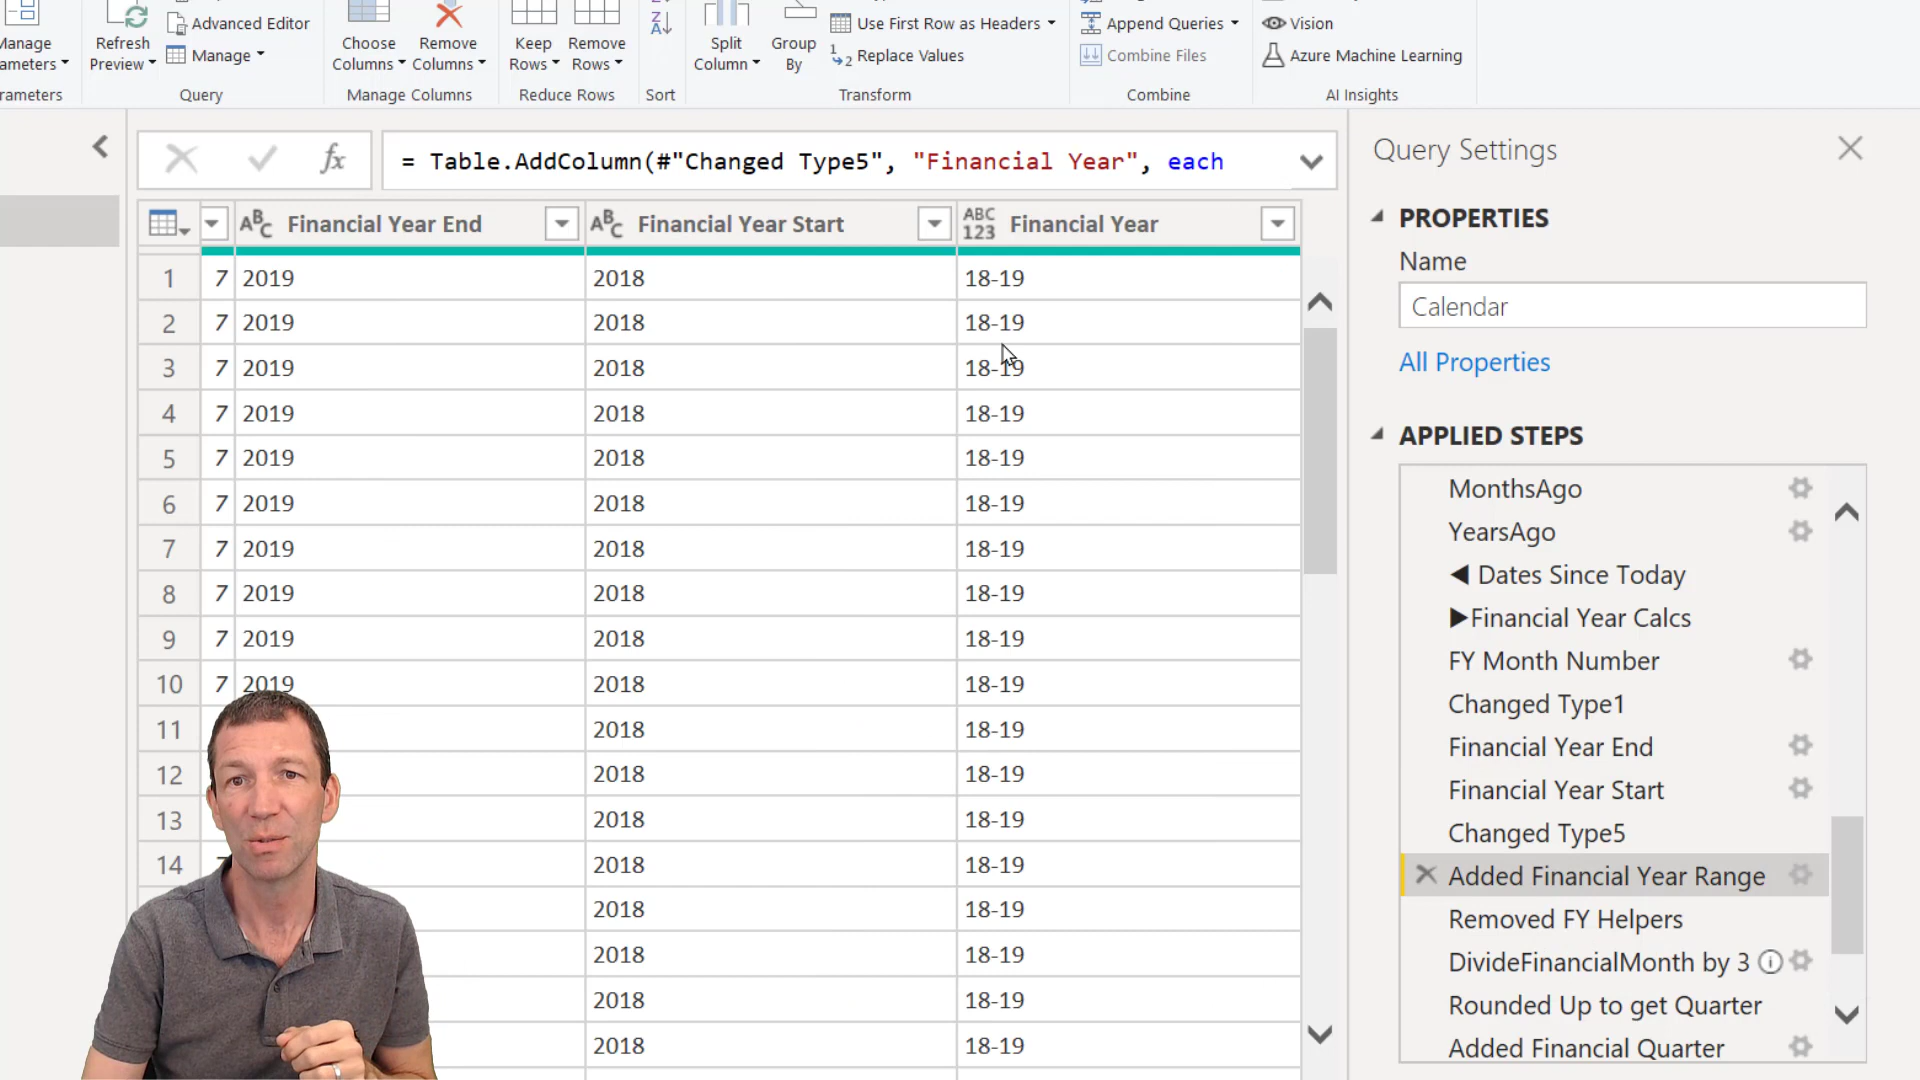 Manage
ameters
rameters
Refresh
Preview
Advanced Editor
Manage
Query
Choose
Columns
Remove
Columns
Manage Columns
Keep
Rows
Remove
Rows
Reduce Rows
Z
A
Sort
Split
Column
Group
By
Use First Row as Headers
1
2
Replace Values
Transform
Append Queries
Combine Files
Combine
Vision
Azure Machine Learning
AI Insights
fx
= Table.AddColumn(#"Changed Type5", "Financial Year", each
ABC Financial Year End ABC Financial Year Start ABC 123 Financial Year
1 7 2019 2018 18-19
2 7 2019 2018 18-19
3 7 2019 2018 18-19
4 7 2019 2018 18-19
5 7 2019 2018 18-19
6 7 2019 2018 18-19
7 7 2019 2018 18-19
8 7 2019 2018 18-19
9 7 2019 2018 18-19
10 7 2019 2018 18-19
11 2018 18-19
12 2018 18-19
13 2018 18-19
14 2018 18-19
2018 18-19
2018 18-19
2018 18-19
2018 18-19
Query Settings
PROPERTIES
Name
Calendar
All Properties
APPLIED STEPS
MonthsAgo
YearsAgo
◀ Dates Since Today
▶Financial Year Calcs
FY Month Number
Changed Type1
Financial Year End
Financial Year Start
Changed Type5
Added Financial Year Range
Removed FY Helpers
DivideFinancialMonth by 3
Rounded Up to get Quarter
Added Financial Quarter